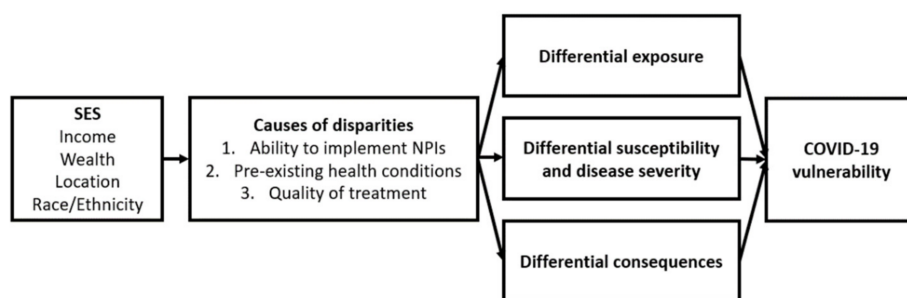 SES
Income
Wealth
Location
Race/Ethnicity
Causes of disparities
1. Ability to implement NPIs
2. Pre-existing health conditions
3. Quality of treatment
Differential exposure
Differential susceptibility
and disease severity
Differential consequences
COVID-19
vulnerability